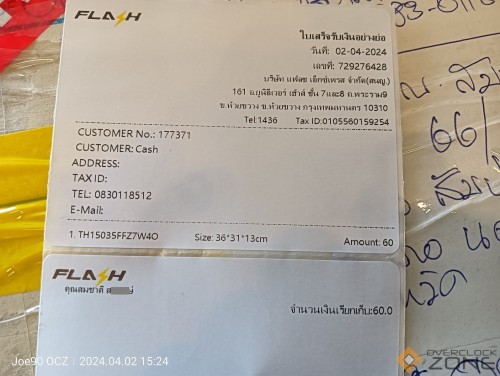 FLASH
ใบเสร็จรับเงินอย่างย่อ
วันที่: 02-04-2024
เลขที่: 729276428
บริษัท แฟลช เอ็กซ์เพรส จำกัด(สนญ.)
161 อ.ยูนิลีเวอร์ เฮ้าส์ ชั้น 7และ8 ถ.พระราม9
ข.ห้วยขวาง ข.ห้วยขวาง กรุงเทพมหานคร 10310
Tel:1436 Tax ID:0105560159254
CUSTOMER No.: 177371
CUSTOMER: Cash
ADDRESS:
TAX ID:
TEL: 0830118512
E-Mail:
1. TH15035FFZ7W4O Size: 36*31*13cm Amount: 60
FLASH
คุณสมชาติ
จำนวนเงินเรียกเก็บ:60.0
66/
Joe90 OCZ | 2024.04.02 15:24
OVERCLOCK
ZONE